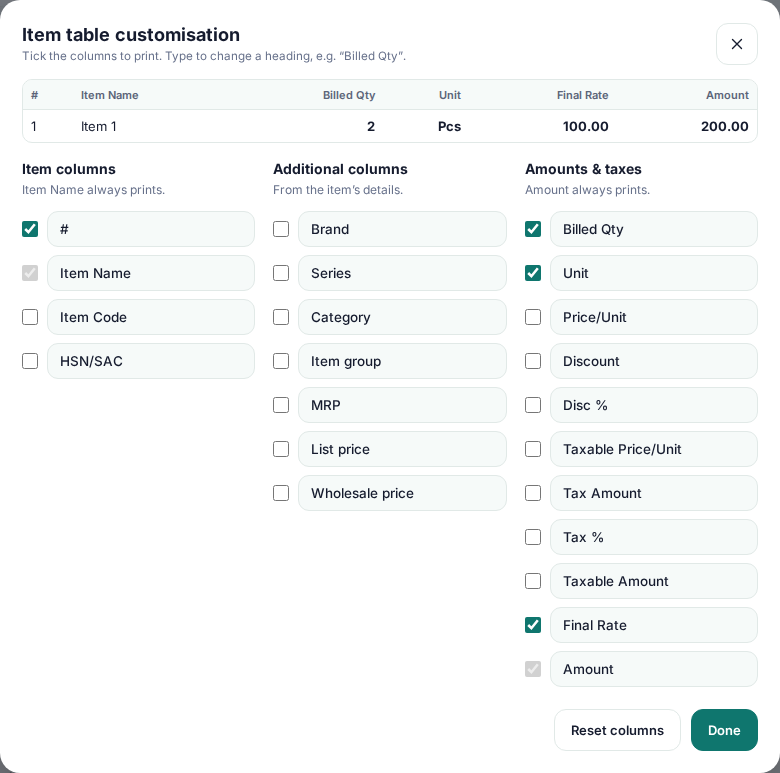 Item table customisation
Tick the columns to print. Type to change a heading, e.g. “Billed Qty”.
# Item Name Billed Qty Unit Final Rate Amount
1 Item 1 2 Pcs 100.00 200.00
Item columns
Item Name always prints.
#
Item Name
Item Code
HSN/SAC
Additional columns
From the item’s details.
Brand
Series
Category
Item group
MRP
List price
Wholesale price
Amounts & taxes
Amount always prints.
Billed Qty
Unit
Price/Unit
Discount
Disc %
Taxable Price/Unit
Tax Amount
Tax %
Taxable Amount
Final Rate
Amount
Reset columns Done